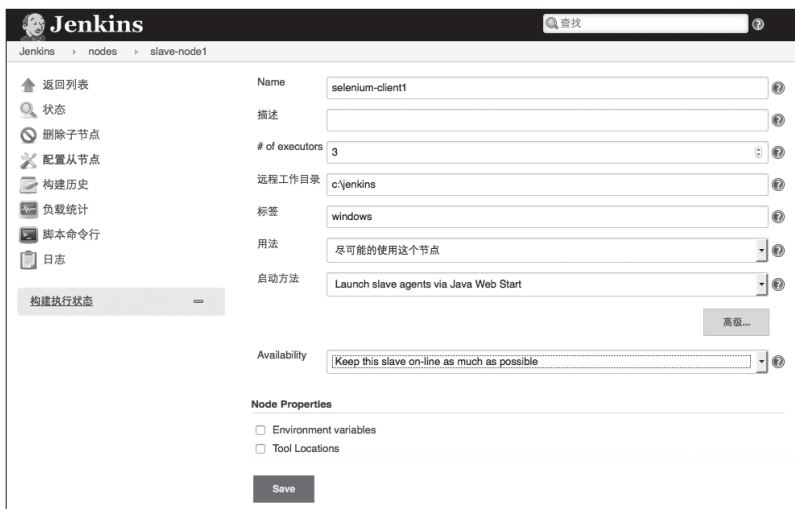 Jenkins
查找
Jenkins › nodes › slave-node1
返回列表
状态
删除子节点
配置从节点
构建历史
负载统计
脚本命令行
日志
构建执行状态
Name
selenium-client1
描述
# of executors
3
远程工作目录
c:\jenkins
标签
windows
用法
尽可能的使用这个节点
启动方法
Launch slave agents via Java Web Start
高级...
Availability
Keep this slave on-line as much as possible
Node Properties
Environment variables
Tool Locations
Save